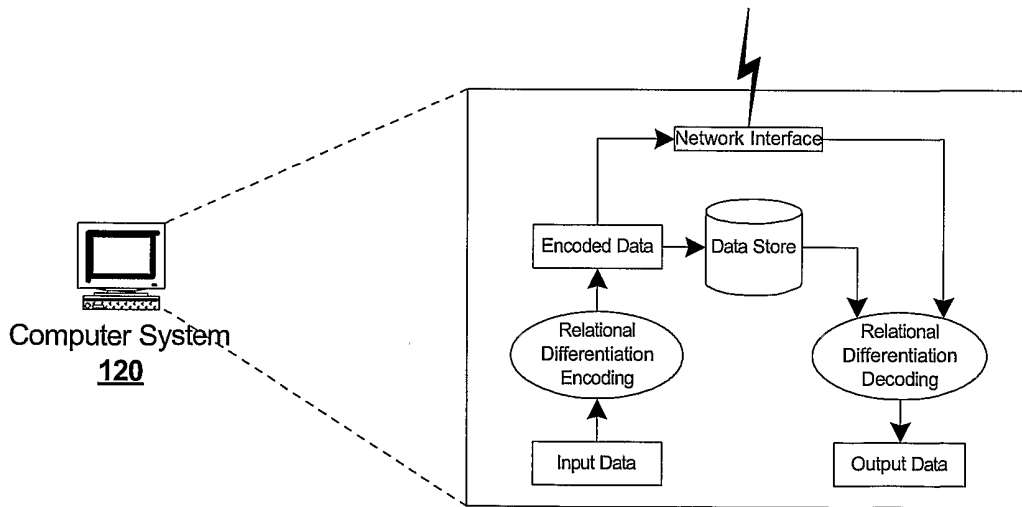 Network Interface
Encoded Data
Data Store
Computer System
120
Relational
Differentiation
Encoding
Relational
Differentiation
Decoding
Input Data
Output Data